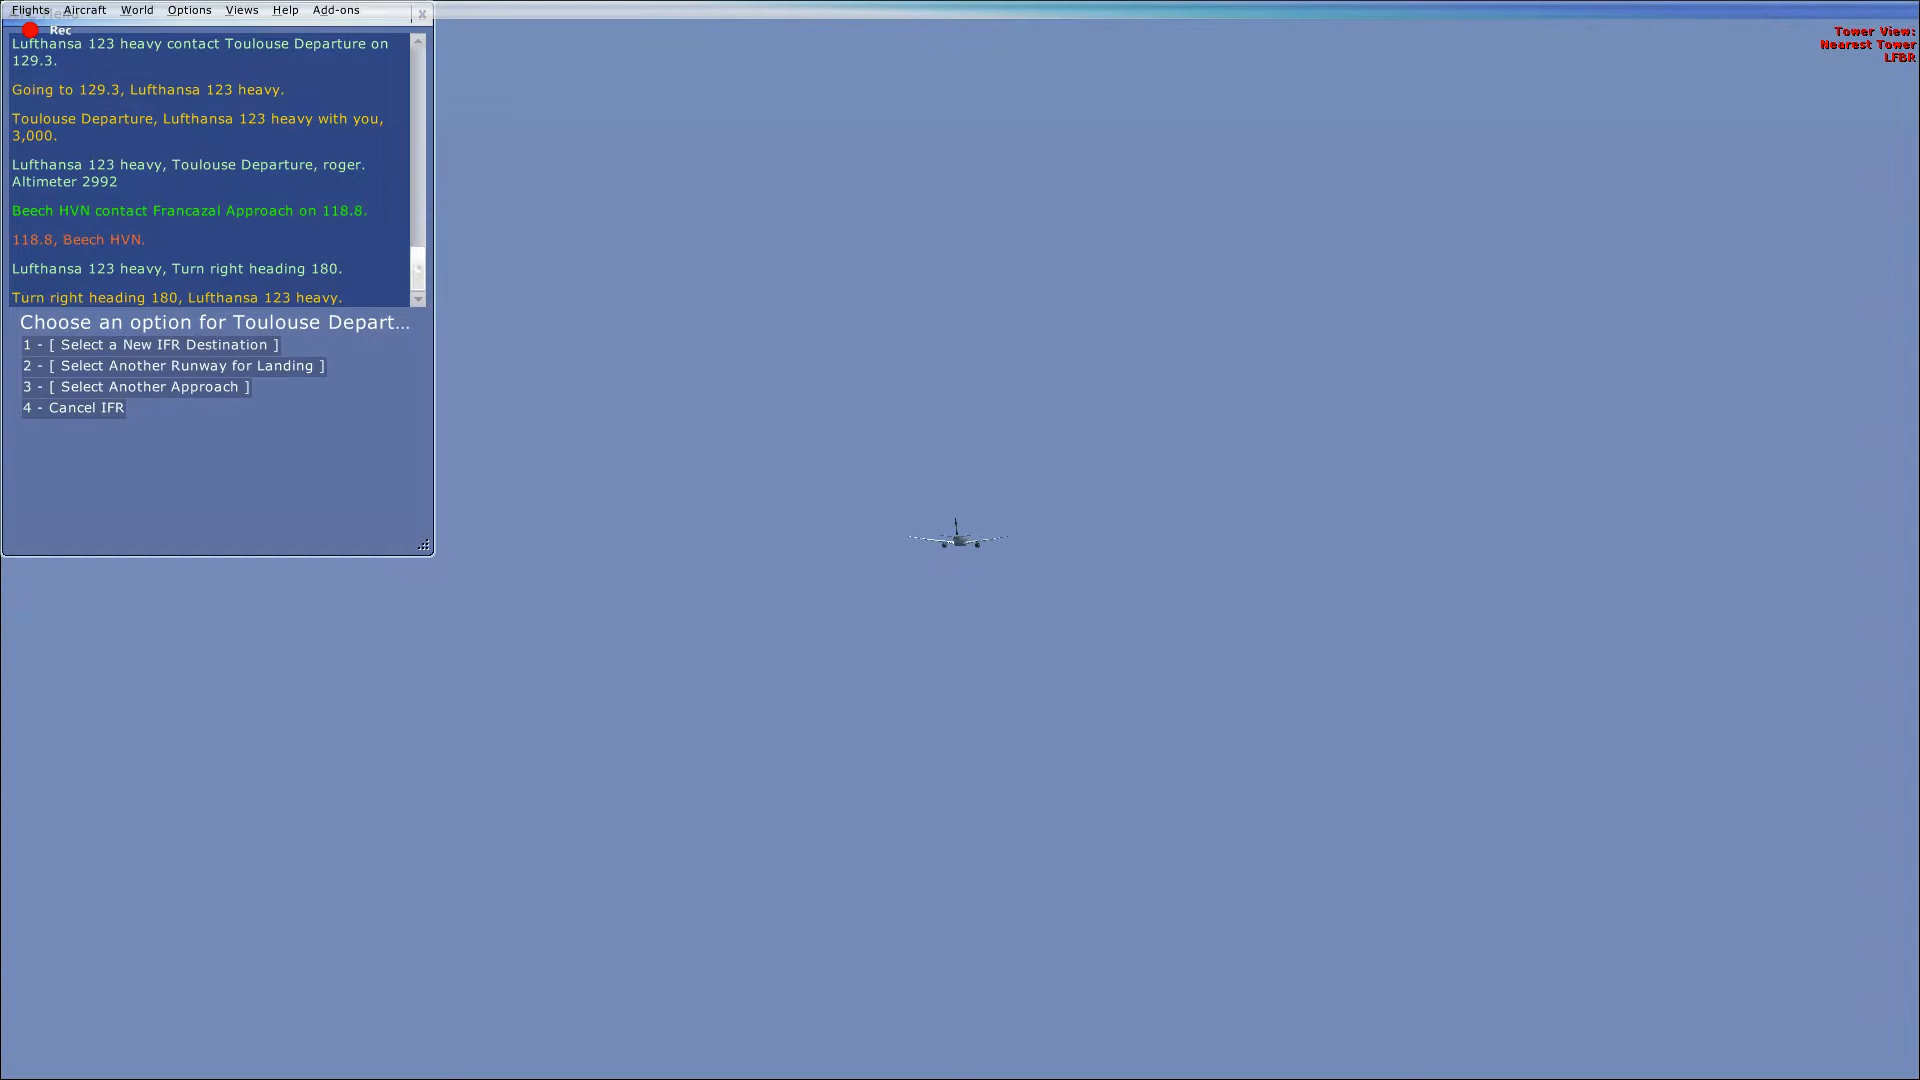 Flights Aircraft World Options Views Help Add-ons
x
Rec
Tower View:
Nearest Tower
LFBR
Lufthansa 123 heavy contact Toulouse Departure on
129.3.
Going to 129.3, Lufthansa 123 heavy.
Toulouse Departure, Lufthansa 123 heavy with you,
3,000.
Lufthansa 123 heavy, Toulouse Departure, roger.
Altimeter 2992
Beech HVN contact Francazal Approach on 118.8.
118.8, Beech HVN.
Lufthansa 123 heavy, Turn right heading 180.
Turn right heading 180, Lufthansa 123 heavy.
Choose an option for Toulouse Depart...
1 - [ Select a New IFR Destination ]
2 - [ Select Another Runway for Landing ]
3 - [ Select Another Approach ]
4 - Cancel IFR